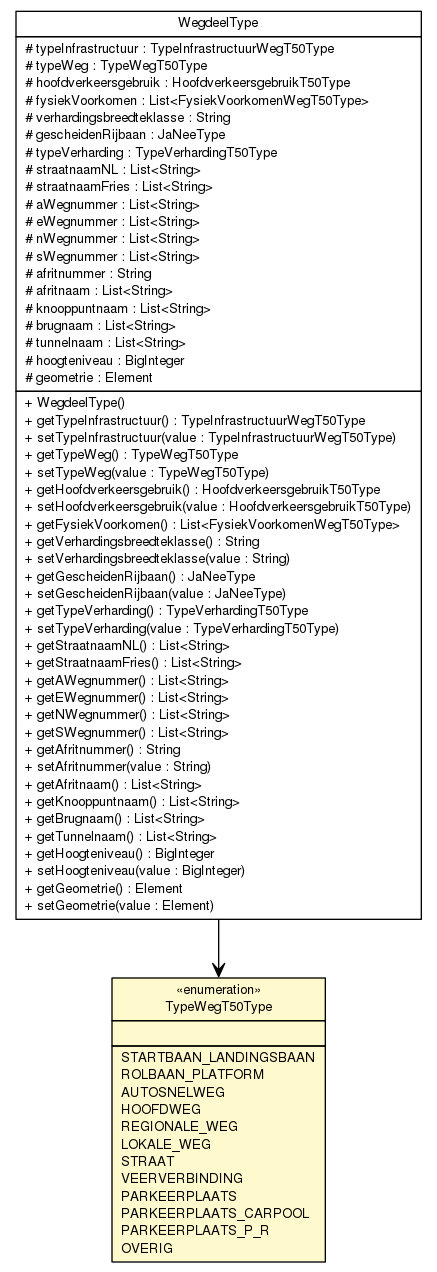 WegdeelType
# typeInfrastructuur : TypeInfrastructuurWegT50Type
# typeWeg : TypeWegT50Type
# hoofdverkeersgebruik : HoofdverkeersgebruikT50Type
# fysiekVoorkomen : List<FysiekVoorkomenWegT50Type>
# verhardingsbreedteklasse : String
# gescheidenRijbaan : JaNeeType
# typeVerharding : TypeVerhardingT50Type
# straatnaamNL : List<String>
# straatnaamFries : List<String>
# aWegnummer : List<String>
# eWegnummer : List<String>
# nWegnummer : List<String>
# sWegnummer : List<String>
# afritnummer : String
# afritnaam : List<String>
# knooppuntnaam : List<String>
# brugnaam : List<String>
# tunnelnaam : List<String>
# hoogteniveau : BigInteger
# geometrie : Element
+ WegdeelType()
+ getTypeInfrastructuur() : TypeInfrastructuurWegT50Type
+ setTypeInfrastructuur(value : TypeInfrastructuurWegT50Type)
+ getTypeWeg() : TypeWegT50Type
+ setTypeWeg(value : TypeWegT50Type)
+ getHoofdverkeersgebruik() : HoofdverkeersgebruikT50Type
+ setHoofdverkeersgebruik(value : HoofdverkeersgebruikT50Type)
+ getFysiekVoorkomen() : List<FysiekVoorkomenWegT50Type>
+ getVerhardingsbreedteklasse() : String
+ setVerhardingsbreedteklasse(value : String)
+ getGescheidenRijbaan() : JaNeeType
+ setGescheidenRijbaan(value : JaNeeType)
+ getTypeVerharding() : TypeVerhardingT50Type
+ setTypeVerharding(value : TypeVerhardingT50Type)
+ getStraatnaamNL() : List<String>
+ getStraatnaamFries() : List<String>
+ getAWegnummer() : List<String>
+ getEWegnummer() : List<String>
+ getNWegnummer() : List<String>
+ getSWegnummer() : List<String>
+ getAfritnummer() : String
+ setAfritnummer(value : String)
+ getAfritnaam() : List<String>
+ getKnooppuntnaam() : List<String>
+ getBrugnaam() : List<String>
+ getTunnelnaam() : List<String>
+ getHoogteniveau() : BigInteger
+ setHoogteniveau(value : BigInteger)
+ getGeometrie() : Element
+ setGeometrie(value : Element)
«enumeration»
TypeWegT50Type
STARTBAAN_LANDINGSBAAN
ROLBAAN_PLATFORM
AUTOSNELWEG
HOOFDWEG
REGIONALE_WEG
LOKALE_WEG
STRAAT
VEERVERBINDING
PARKEERPLAATS
PARKEERPLAATS_CARPOOL
PARKEERPLAATS_P_R
OVERIG